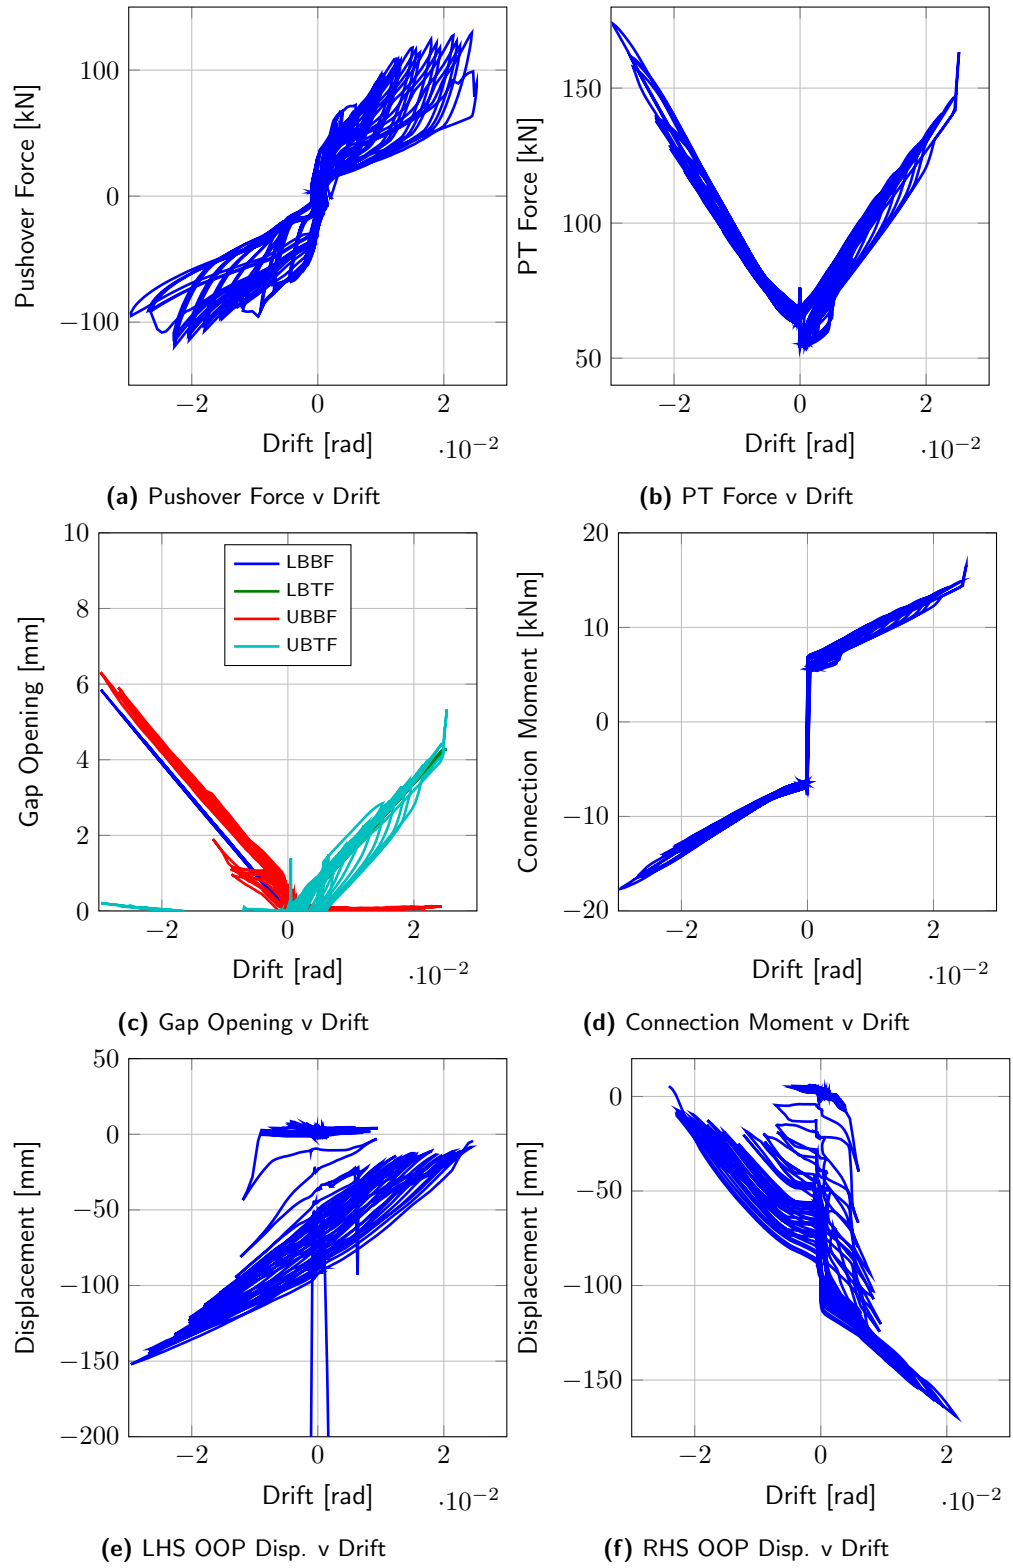 100
0
−100
Pushover Force [kN]
−2 0 2
Drift [rad]
·10−2
(a) Pushover Force v Drift
150
100
50
PT Force [kN]
−2 0 2
Drift [rad]
·10−2
(b) PT Force v Drift
10
8
6
4
2
0
Gap Opening [mm]
LBBF
LBTF
UBBF
UBTF
−2 0 2
Drift [rad]
·10−2
(c) Gap Opening v Drift
20
10
0
−10
−20
Connection Moment [kNm]
−2 0 2
Drift [rad]
·10−2
(d) Connection Moment v Drift
50
0
−50
−100
−150
−200
Displacement [mm]
−2 0 2
Drift [rad]
·10−2
(e) LHS OOP Disp. v Drift
0
−50
−100
−150
Displacement [mm]
−2 0 2
Drift [rad]
·10−2
(f) RHS OOP Disp. v Drift